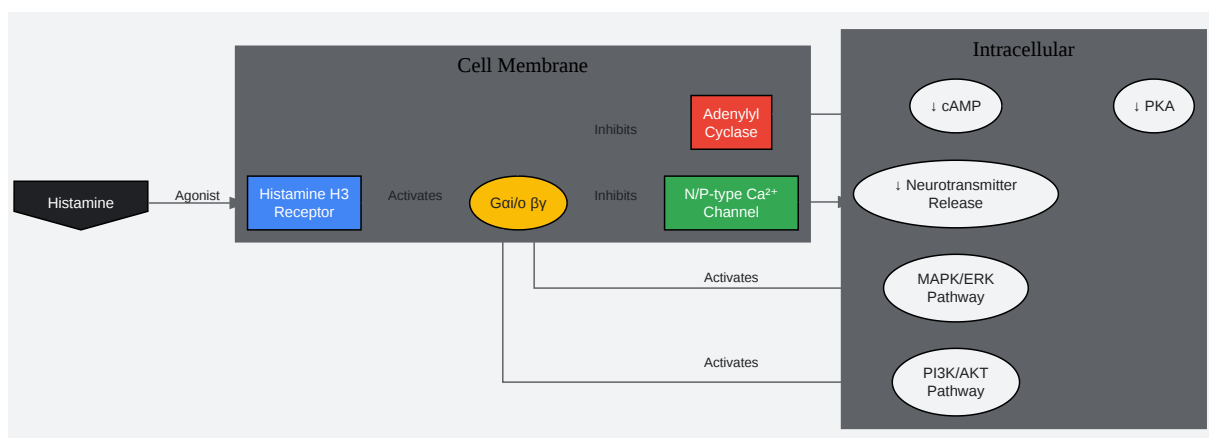 Cell Membrane
Intracellular
Histamine
Agonist
Histamine H3
Receptor
Activates
Gαi/o βγ
Inhibits
Adenylyl
Cyclase
Inhibits
N/P-type Ca²⁺
Channel
↓ cAMP
↓ PKA
↓ Neurotransmitter
Release
Activates
MAPK/ERK
Pathway
Activates
PI3K/AKT
Pathway